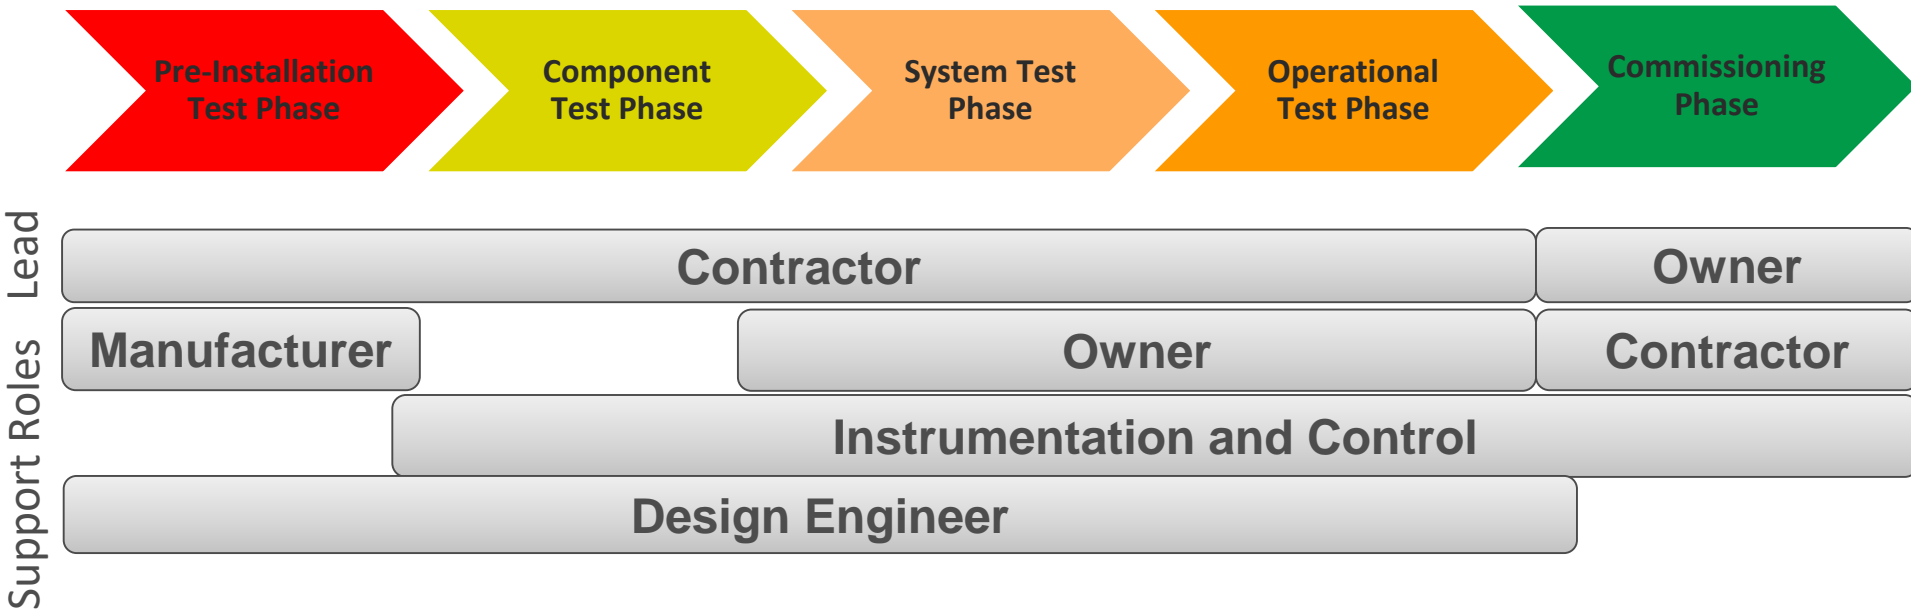 Pre-Installation
Test Phase
Component
Test Phase
System Test
Phase
Operational
Test Phase
Commissioning
Phase
Lead
Contractor
Owner
Support Roles
Manufacturer
Owner
Contractor
Instrumentation and Control
Design Engineer